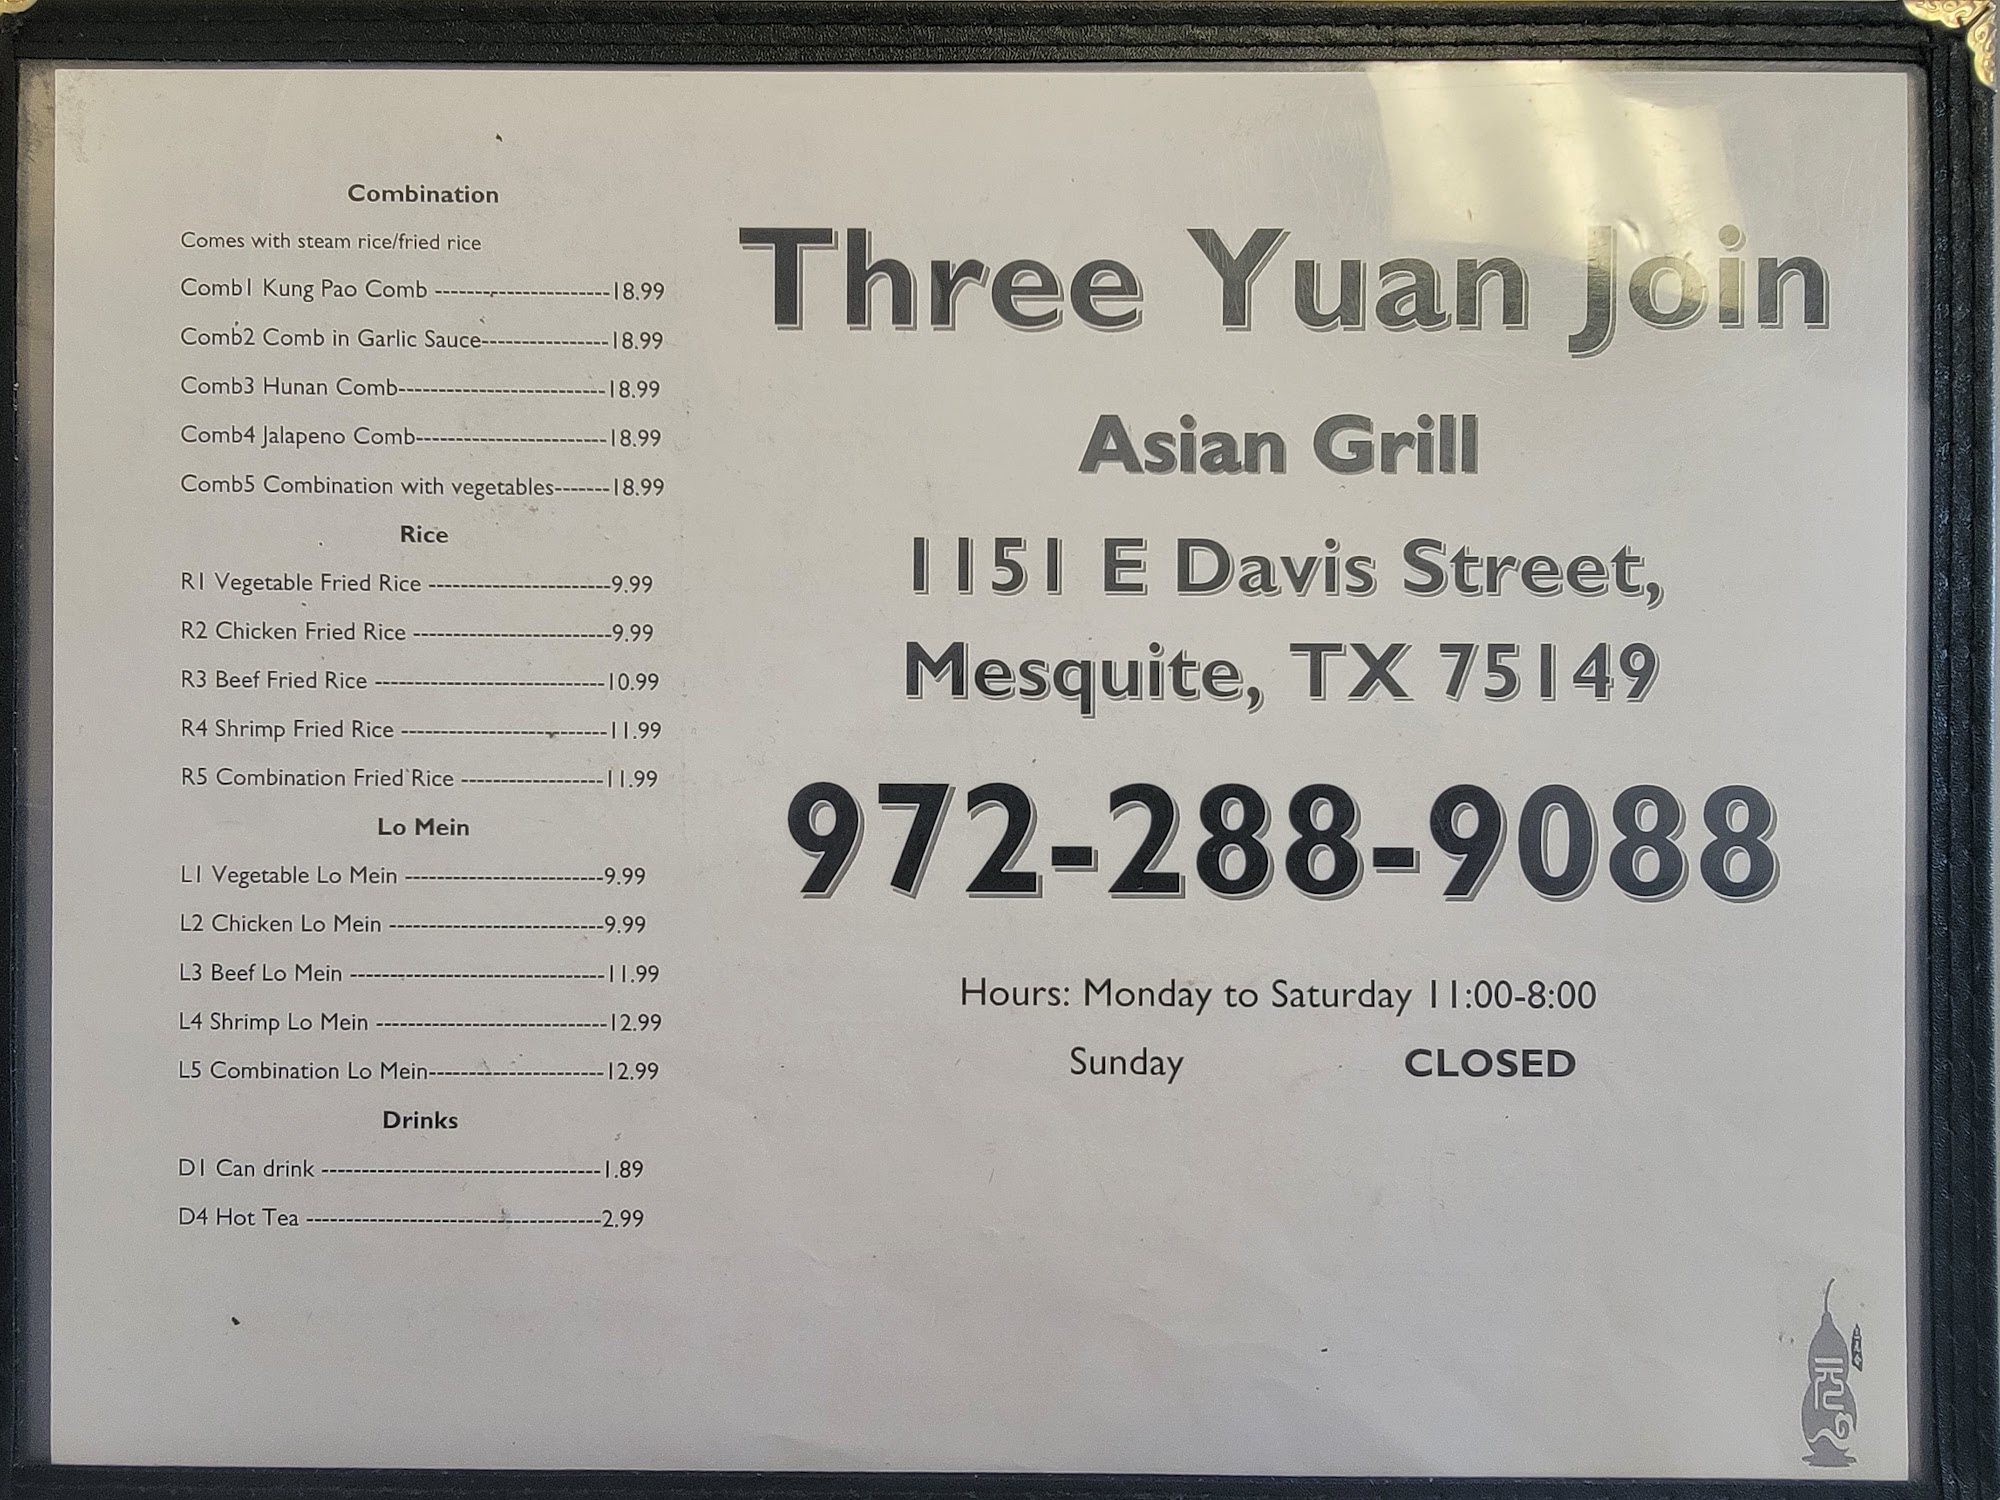 Combination
Comes with steam rice/fried rice
Comb1 Kung Pao Comb ----------------------18.99
Comb2 Comb in Garlic Sauce----------------18.99
Comb3 Hunan Comb--------------------------18.99
Comb4 Jalapeno Comb------------------------18.99
Comb5 Combination with vegetables-------18.99
Rice
R1 Vegetable Fried Rice -----------------------9.99
R2 Chicken Fried Rice -------------------------9.99
R3 Beef Fried Rice -----------------------------10.99
R4 Shrimp Fried Rice --------------------------11.99
R5 Combination Fried Rice ------------------11.99
Lo Mein
L1 Vegetable Lo Mein -------------------------9.99
L2 Chicken Lo Mein ---------------------------9.99
L3 Beef Lo Mein --------------------------------11.99
L4 Shrimp Lo Mein -----------------------------12.99
L5 Combination Lo Mein----------------------12.99
Drinks
D1 Can drink -----------------------------------1.89
D4 Hot Tea -------------------------------------2.99
Three Yuan Join
Asian Grill
1151 E Davis Street,
Mesquite, TX 75149
972-288-9088
Hours: Monday to Saturday 11:00-8:00
Sunday CLOSED